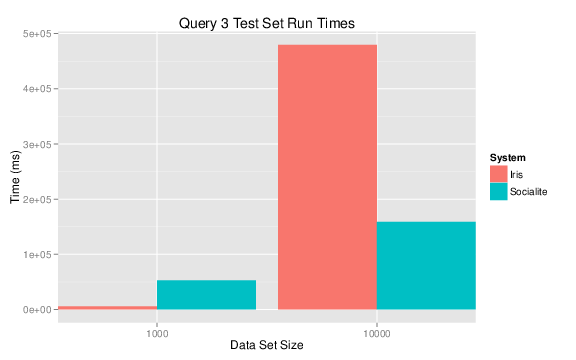 Query 3 Test Set Run Times
5e+05
4e+05
3e+05
2e+05
1e+05
0e+00
Time (ms)
1000
10000
Data Set Size
System
Iris
Socialite